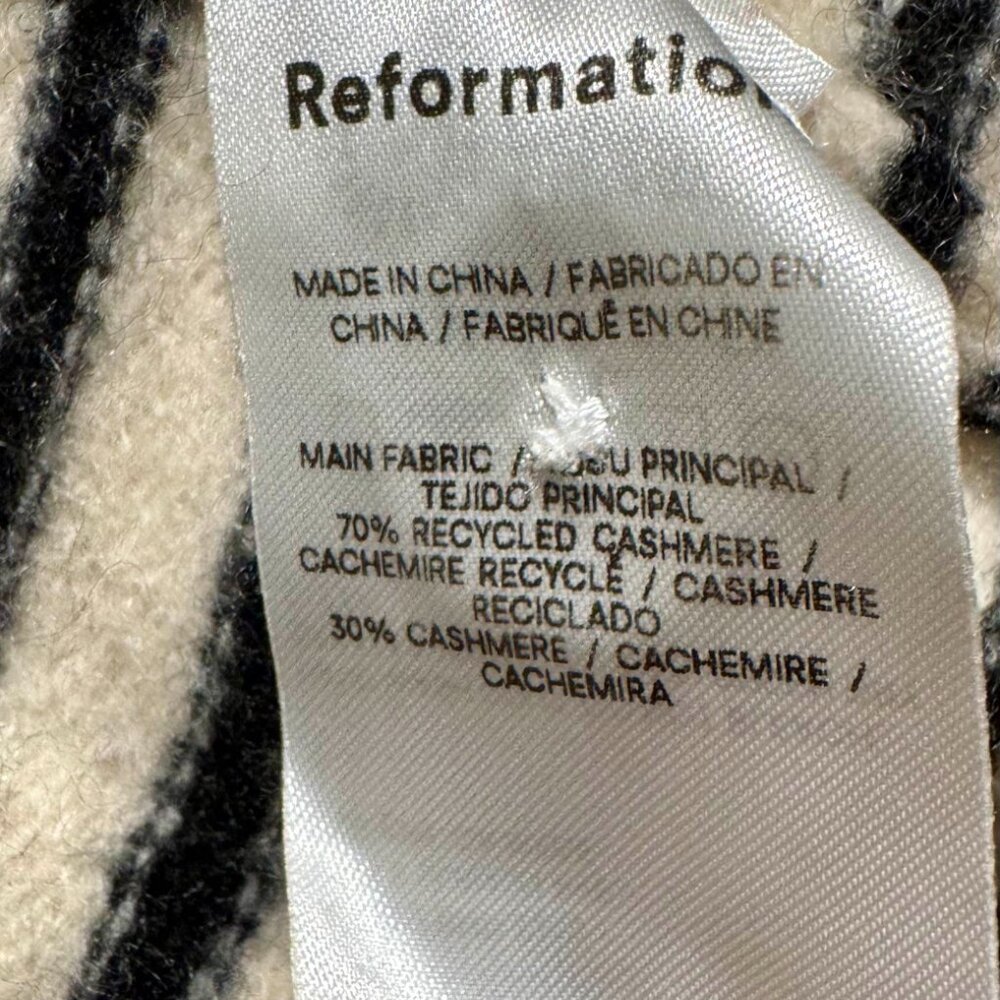 Reformatio
MADE IN CHINA / FABRICADO EN
CHINA / FABRIQUÉ EN CHINE
MAIN FABRIC / PRINCIPAL /
TEJIDO PRINCIPAL
70% RECYCLED CASHMERE /
CACHEMIRE RECYCLÉ / CASHMERE
RECICLADO
30% CASHMERE / CACHEMIRE /
CACHEMIRA